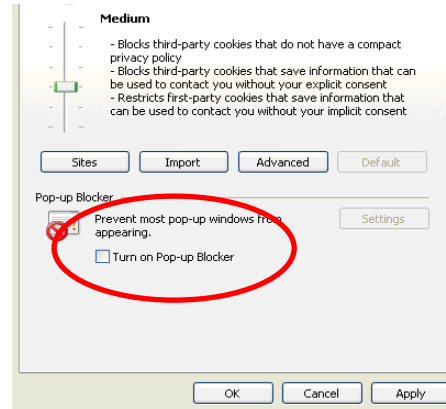 Medium
- Blocks third-party cookies that do not have a compact
privacy policy
- Blocks third-party cookies that save information that can
be used to contact you without your explicit consent
- Restricts first-party cookies that save information that
can be used to contact you without your implicit consent
Sites Import Advanced Default
Pop-up Blocker
Prevent most pop-up windows from Settings
appearing.
Turn on Pop-up Blocker
OK Cancel Apply